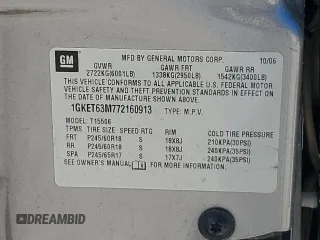 GM
MFD BY GENERAL MOTORS CORP. 10/06
GVWR GAWR FRT GAWR RR
2722KG(6001LB) 1338KG(2950LB) 1542KG(3400LB)
THIS VEHICLE CONFORMS TO ALL APPLICABLE U.S. FEDERAL MOTOR
VEHICLE SAFETY AND THEFT PREVENTION STANDARDS IN EFFECT
ON THE DATE OF MANUFACTURE SHOWN ABOVE.
1GKET63M772160913 TYPE: M.P.V.
MODEL: T15506
TPMS TIRE SIZE SPEED RTG RIM COLD TIRE PRESSURE
FRT P245/60R18 S 18X8J 210KPA(30PSI)
RR P245/60R18 S 18X8J 240KPA(35PSI)
SPA P245/65R17 S 17X7J 240KPA(35PSI)
SEE OWNER'S MANUAL FOR MORE INFORMATION
AUTOBIDMASTER